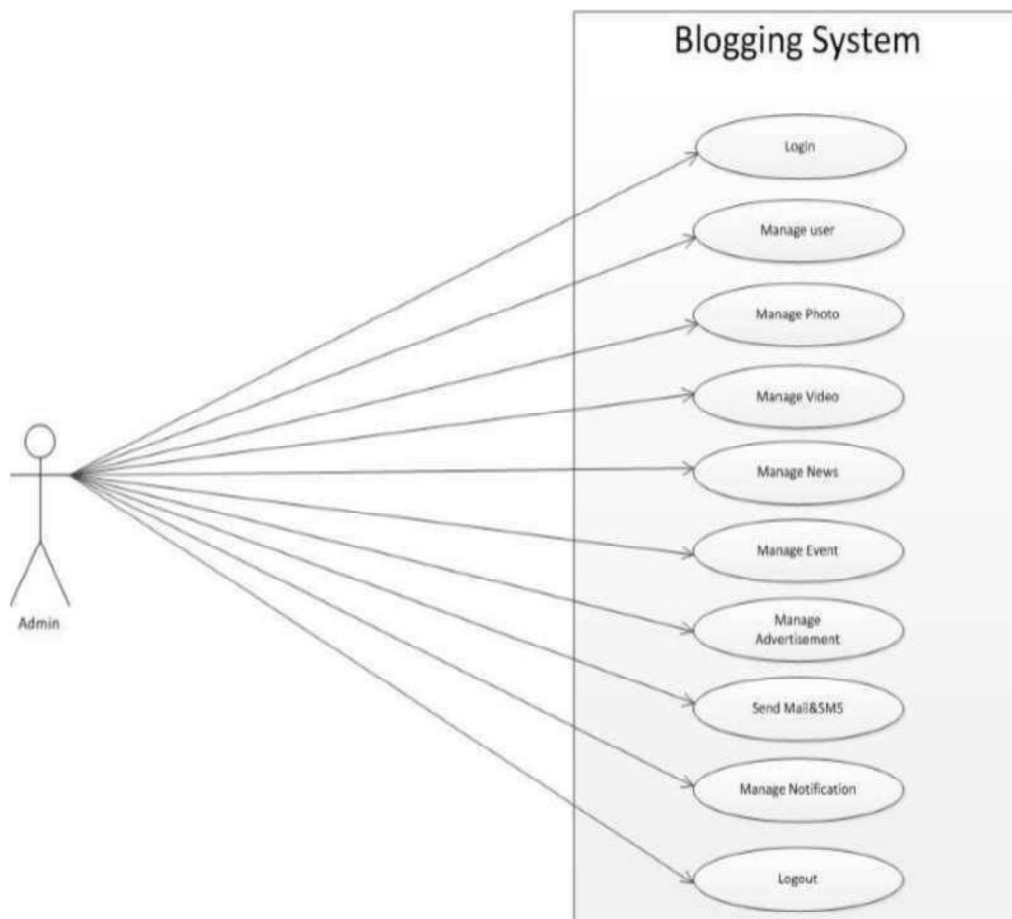 Blogging System
Login
Manage user
Manage Photo
Manage Video
Manage News
Manage Event
Admin
Manage
Advertisement
Send Mail&SMS
Manage Notification
Logout